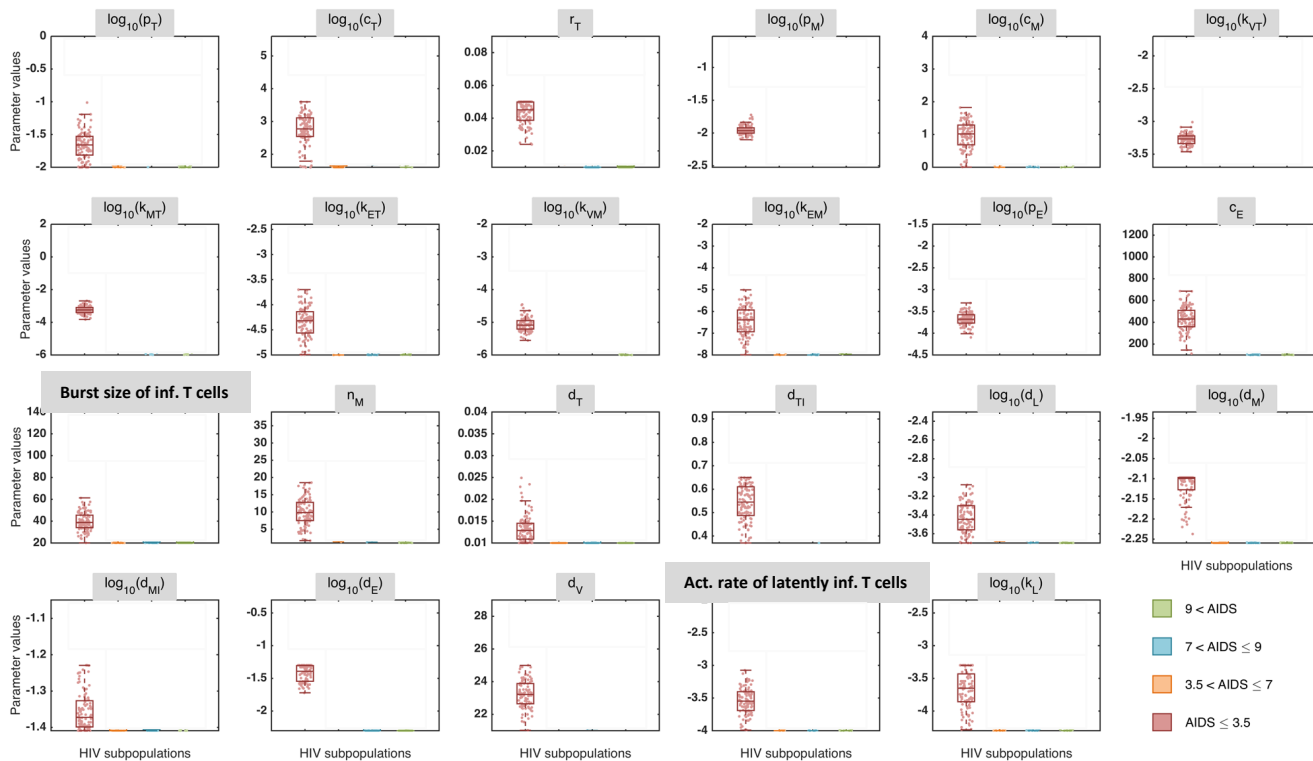 log10(pT) log10(cT) rT log10(pM) log10(cM) log10(kVT)
Parameter values
0 -0.5 -1 -1.5 -2
5 4 3 2
0.08 0.06 0.04 0.02
-1 -1.5 -2 -2.5
4 3 2 1 0
-2 -2.5 -3 -3.5
log10(kMT) log10(kET) log10(kVM) log10(kEM) log10(pE) cE
Parameter values
2 0 -2 -4 -6
-2.5 -3 -3.5 -4 -4.5 -5
-2 -3 -4 -5 -6
-2 -3 -4 -5 -6 -7 -8
-1.5 -2 -2.5 -3 -3.5 -4 -4.5
1200 1000 800 600 400 200
Burst size of inf. T cells nM dT dTI log10(dL) log10(dM)
Parameter values
140 120 100 80 60 40 20
35 30 25 20 15 10 5
0.04 0.03 0.02 0.015 0.01
0.9 0.8 0.7 0.6 0.5 0.4
-2.4 -2.6 -2.8 -3 -3.2 -3.4 -3.6
-1.95 -2 -2.05 -2.1 -2.15 -2.2 -2.25
HIV subpopulations
log10(dMI) log10(dE) dV Act. rate of latently inf. T cells log10(kL)
Parameter values
-1.1 -1.2 -1.3 -1.4
-0.5 -1 -1.5 -2
28 26 24 22
-2.5 -3 -3.5 -4
-2.5 -3 -3.5 -4
HIV subpopulations HIV subpopulations HIV subpopulations HIV subpopulations HIV subpopulations
9 < AIDS
7 < AIDS ≤ 9
3.5 < AIDS ≤ 7
AIDS ≤ 3.5